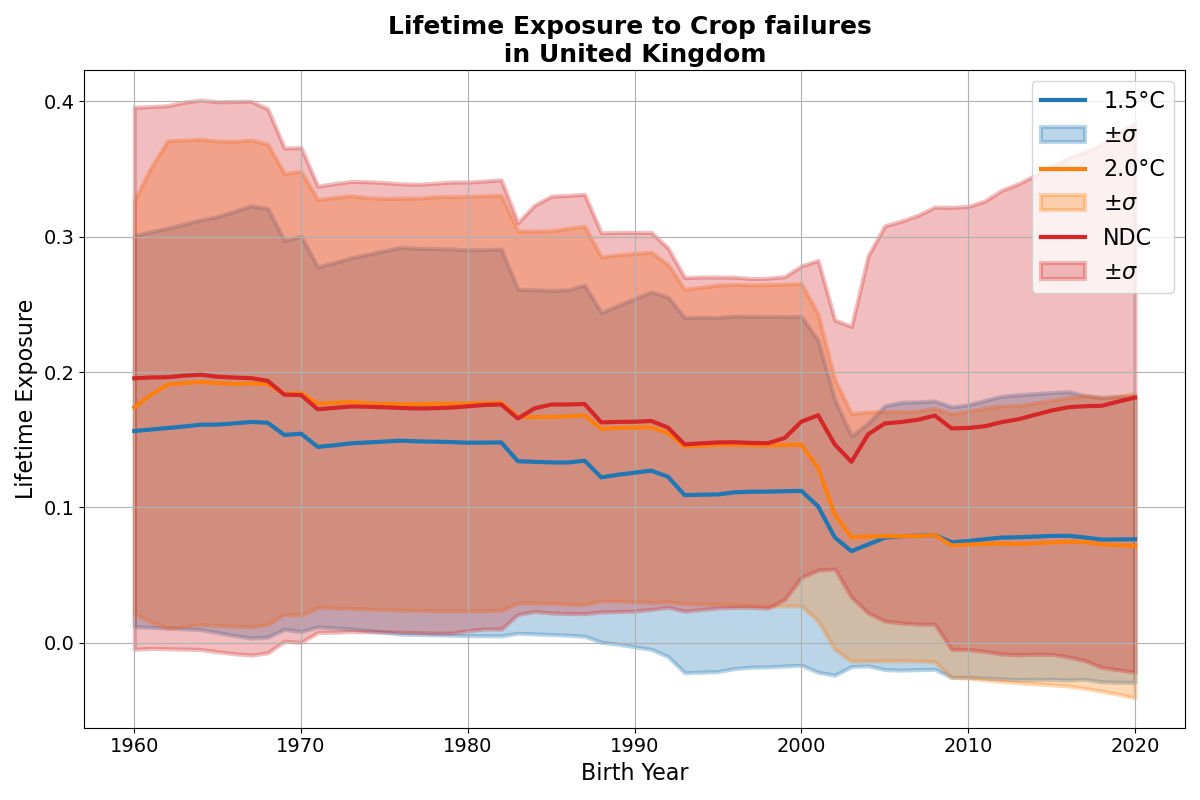 Lifetime Exposure to Crop failures
in United Kingdom
Lifetime Exposure
0.4
0.3
0.2
0.1
0.0
1960 1970 1980 1990 2000 2010 2020
Birth Year
1.5°C
±σ
2.0°C
±σ
NDC
±σ